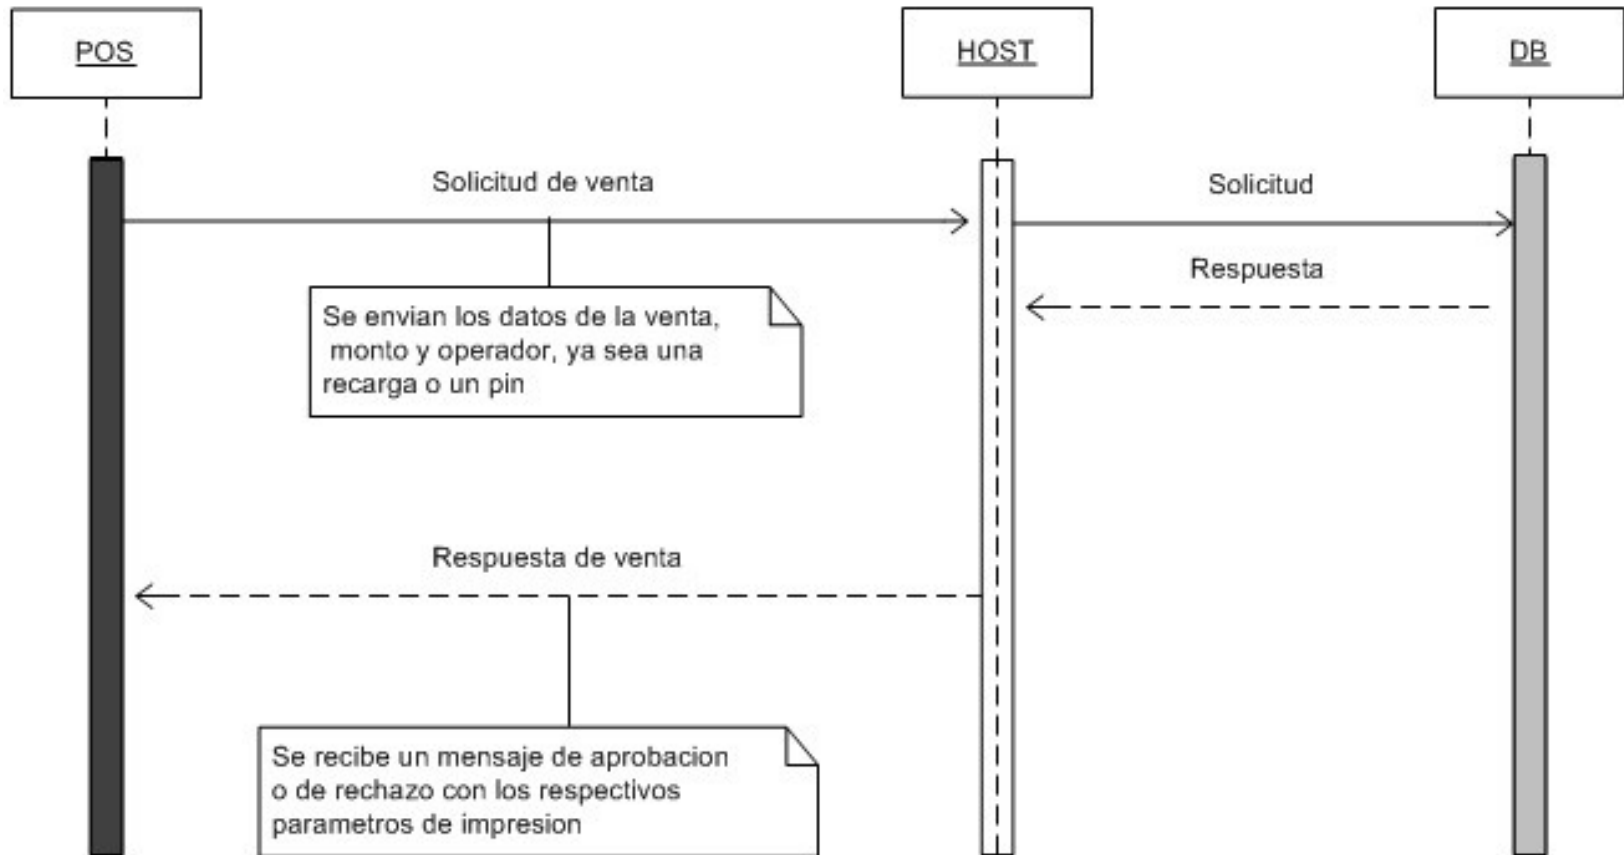 POS
HOST
DB
Solicitud de venta
Solicitud
Respuesta
Se envian los datos de la venta,
monto y operador, ya sea una
recarga o un pin
Respuesta de venta
Se recibe un mensaje de aprobacion
o de rechazo con los respectivos
parametros de impresion